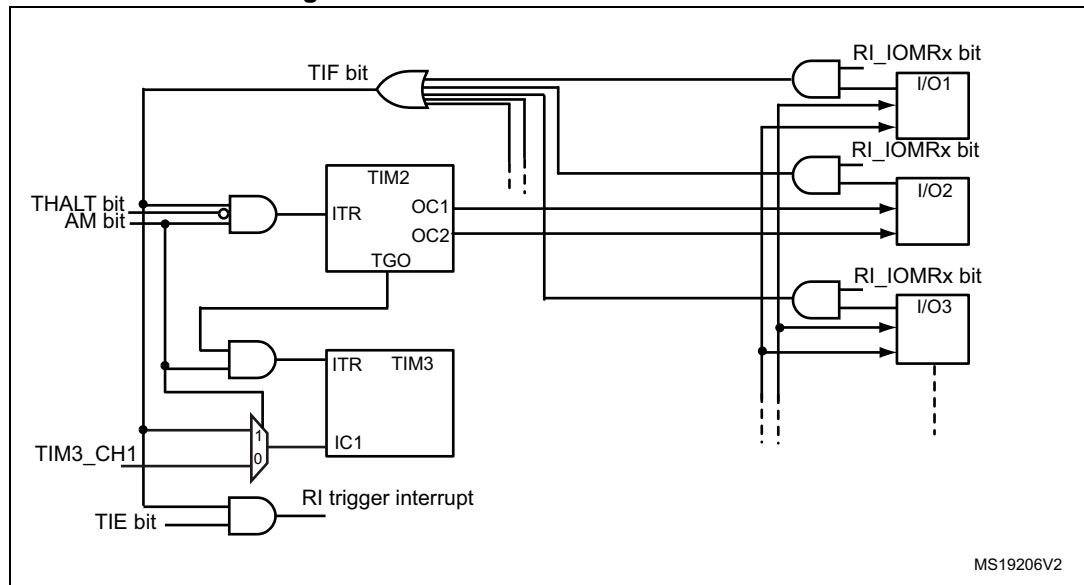 RI_IOMRx bit
TIF bit
I/O1
RI_IOMRx bit
TIM2
I/O2
THALT bit
AM bit
ITR
OC1
OC2
TGO
RI_IOMRx bit
I/O3
ITR
TIM3
1
IC1
TIM3_CH1
0
RI trigger interrupt
TIE bit
MS19206V2